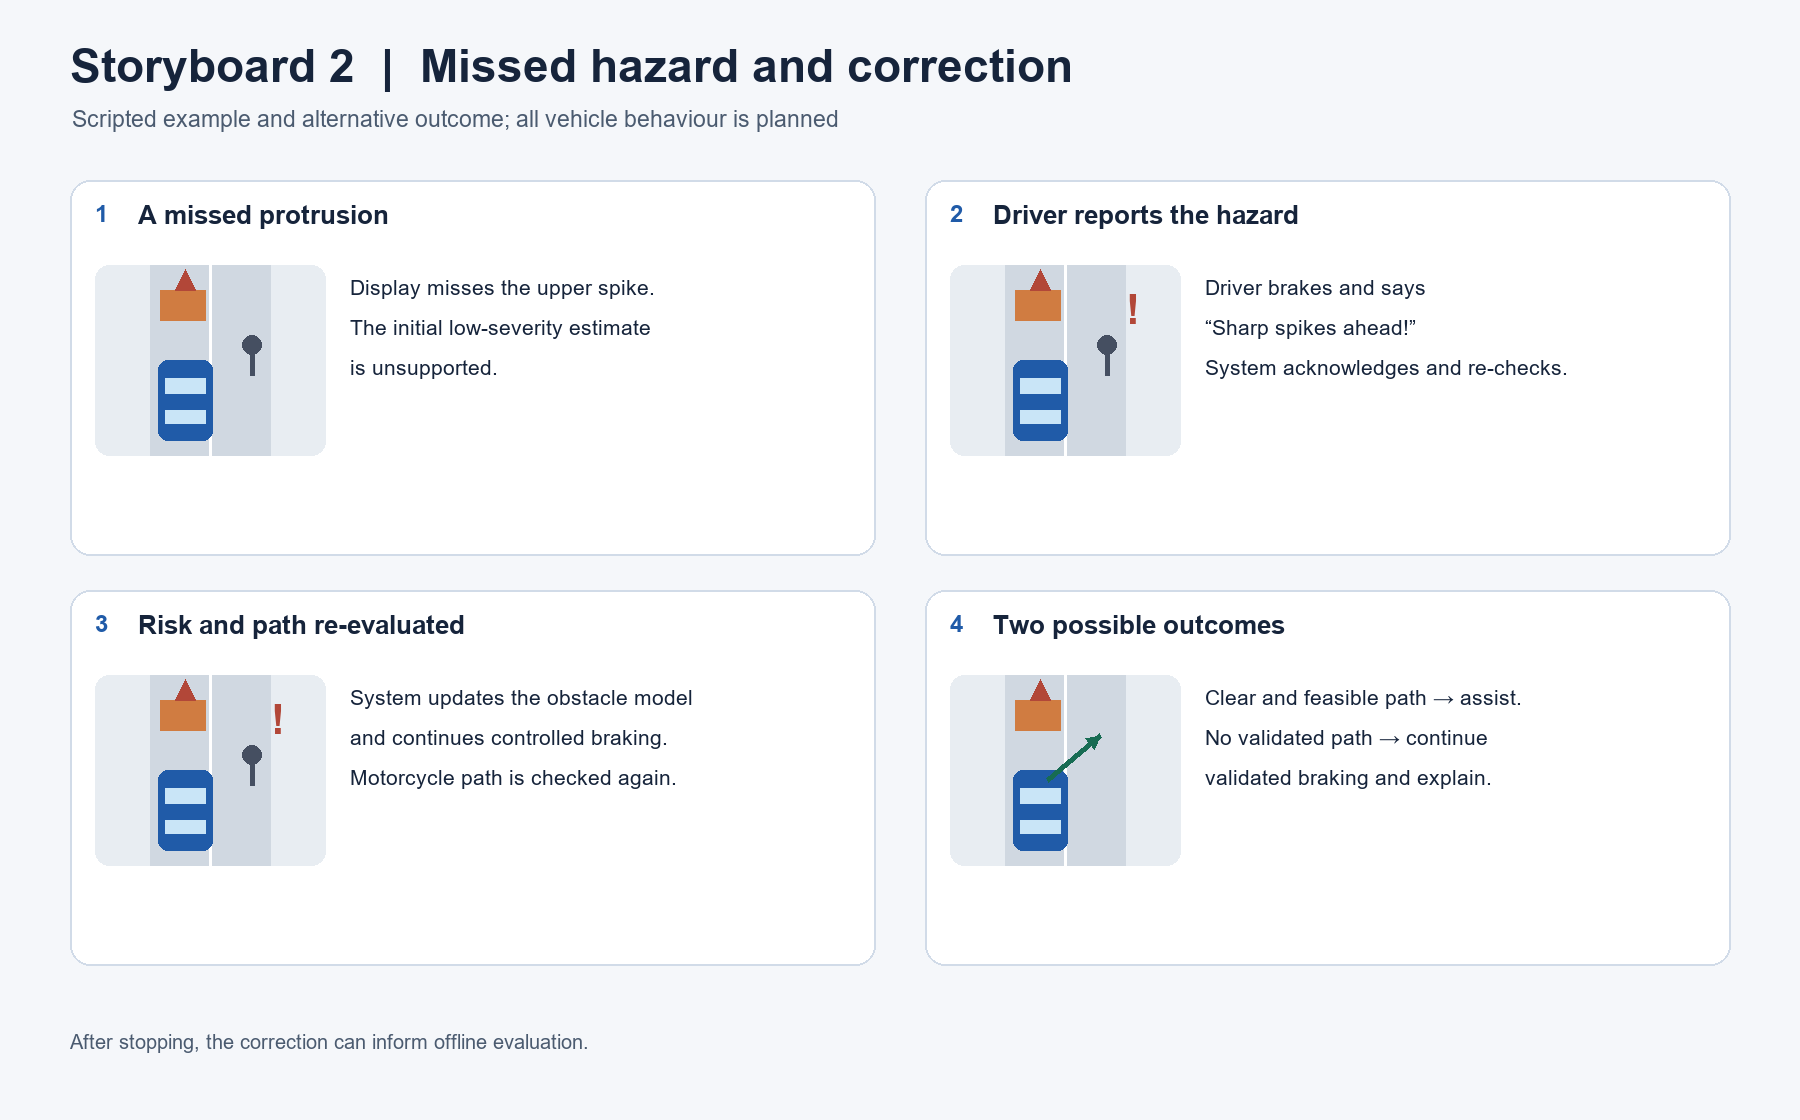 Storyboard 2 | Missed hazard and correction
Scripted example and alternative outcome; all vehicle behaviour is planned
1 A missed protrusion
Display misses the upper spike.
The initial low-severity estimate
is unsupported.
2 Driver reports the hazard
!
Driver brakes and says
“Sharp spikes ahead!”
System acknowledges and re-checks.
3 Risk and path re-evaluated
!
System updates the obstacle model
and continues controlled braking.
Motorcycle path is checked again.
4 Two possible outcomes
Clear and feasible path → assist.
No validated path → continue
validated braking and explain.
After stopping, the correction can inform offline evaluation.